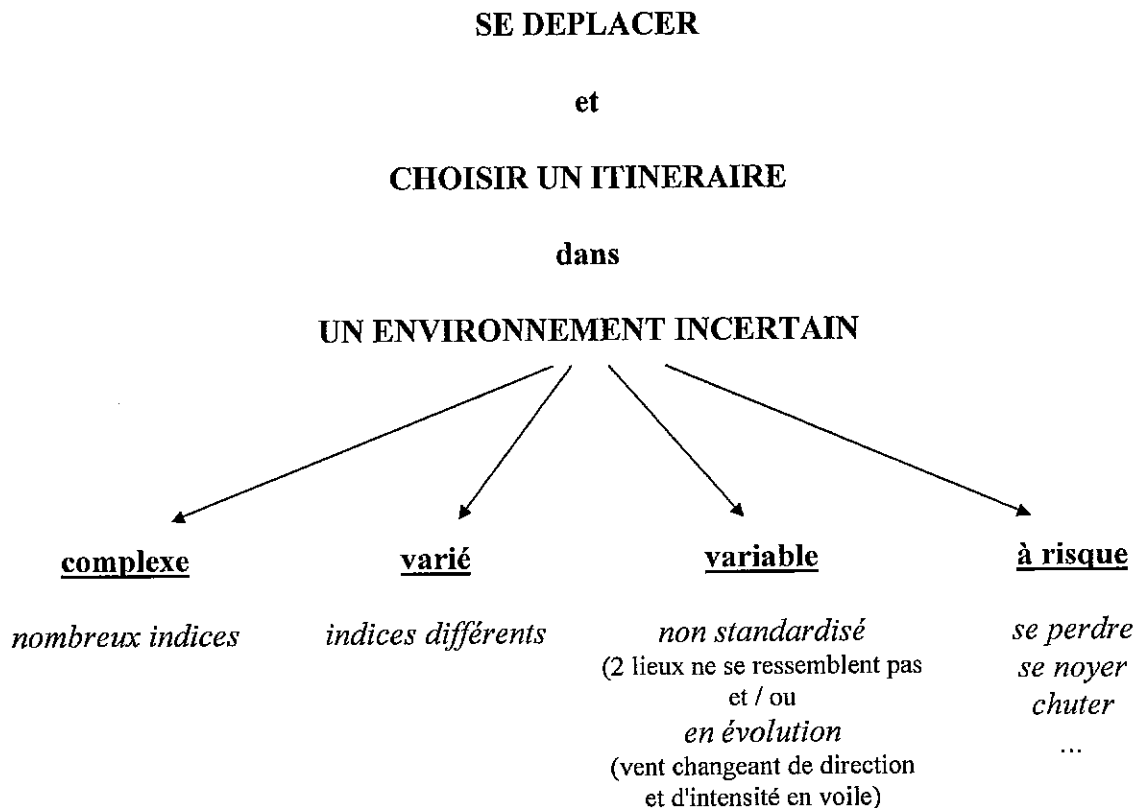 SE DEPLACER
et
CHOISIR UN ITINERAIRE
dans
UN ENVIRONNEMENT INCERTAIN
complexe
nombreux indices
varié
indices différents
variable
non standardisé
(2 lieux ne se ressemblent pas
et / ou
en évolution
(vent changeant de direction
et d'intensité en voile)
à risque
se perdre
se noyer
chuter
...